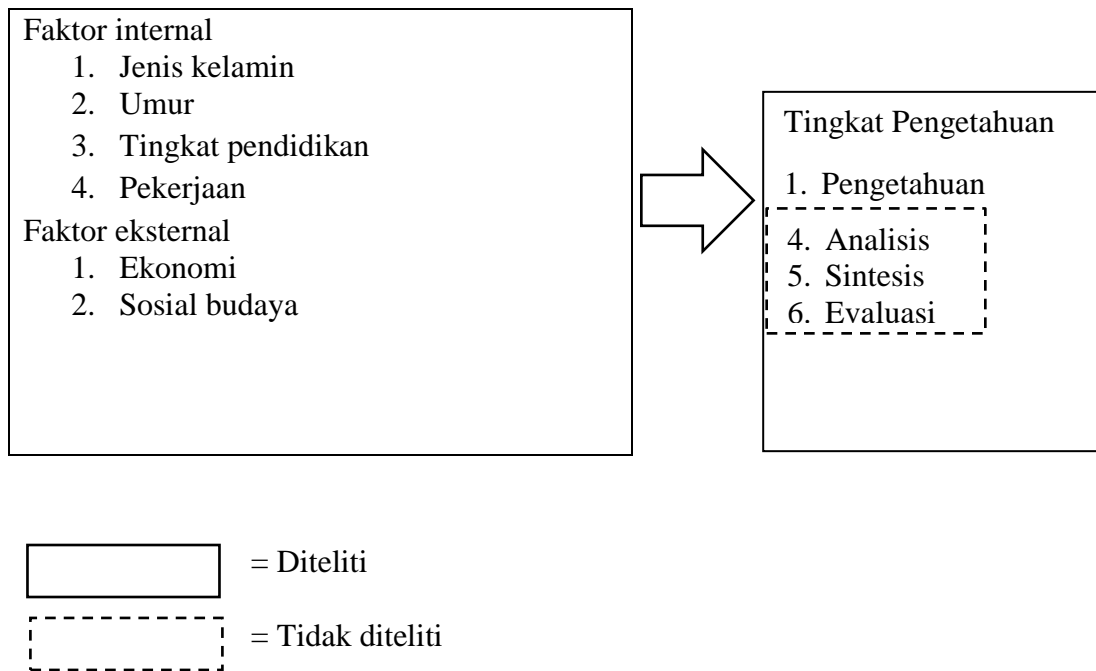 Faktor internal
1. Jenis kelamin
2. Umur
3. Tingkat pendidikan
4. Pekerjaan
Faktor eksternal
1. Ekonomi
2. Sosial budaya
Tingkat Pengetahuan
1. Pengetahuan
4. Analisis
5. Sintesis
6. Evaluasi
= Diteliti
= Tidak diteliti